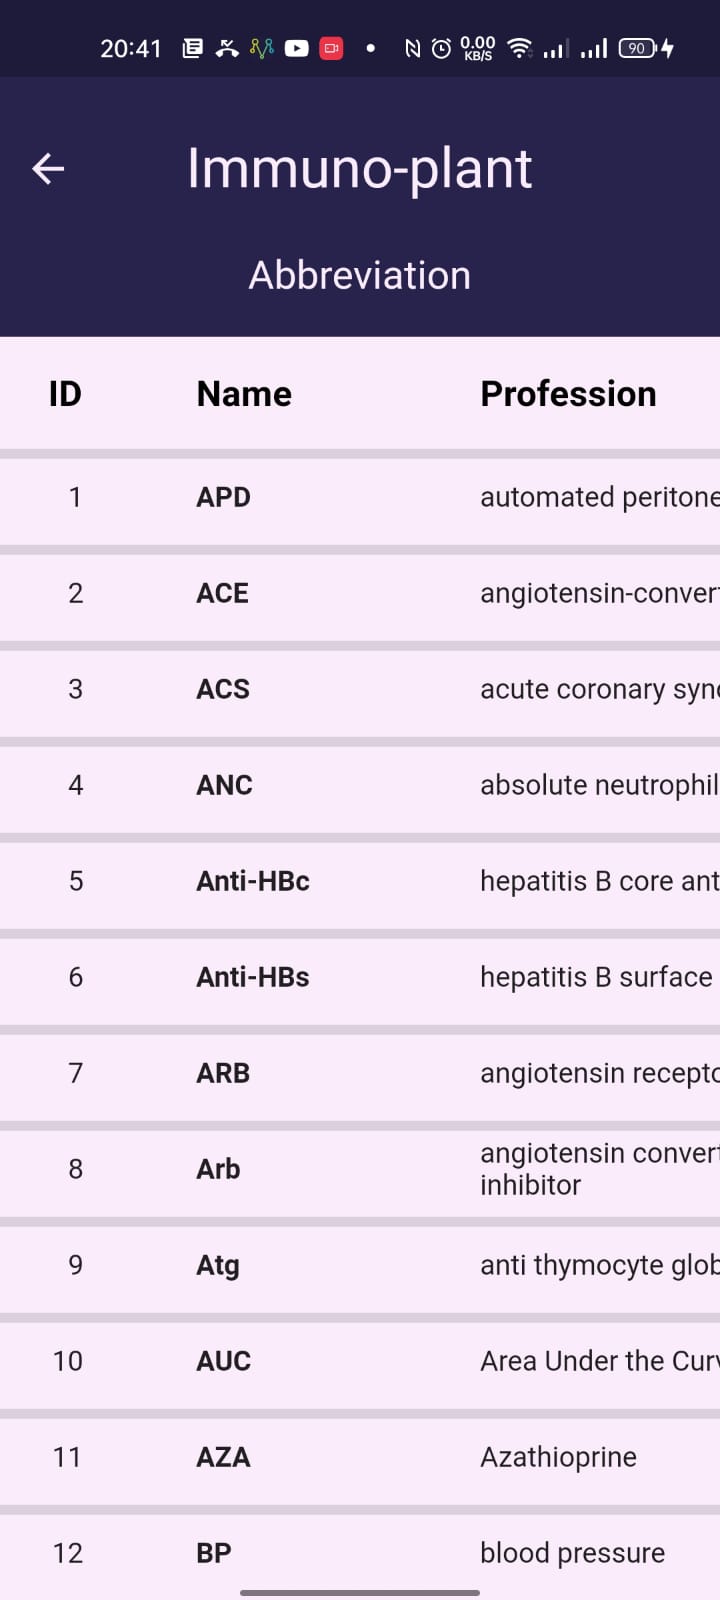 20:41 0.00 KB/S 90
Immuno-plant
Abbreviation
ID Name Profession
1 APD automated peritone
2 ACE angiotensin-conver
3 ACS acute coronary syn
4 ANC absolute neutrophil
5 Anti-HBc hepatitis B core ant
6 Anti-HBs hepatitis B surface
7 ARB angiotensin recepto
8 Arb angiotensin convert
inhibitor
9 Atg anti thymocyte glob
10 AUC Area Under the Curv
11 AZA Azathioprine
12 BP blood pressure